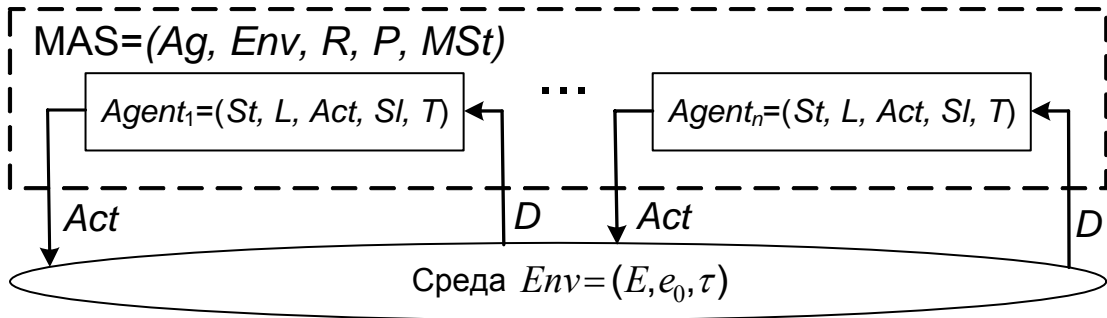 MAS=(Ag, Env, R, P, MSt)
Agent₁=(St, L, Act, Sl, T) ... Agentₙ=(St, L, Act, Sl, T)
Act D Act D
Среда Env=(E,e₀,τ)